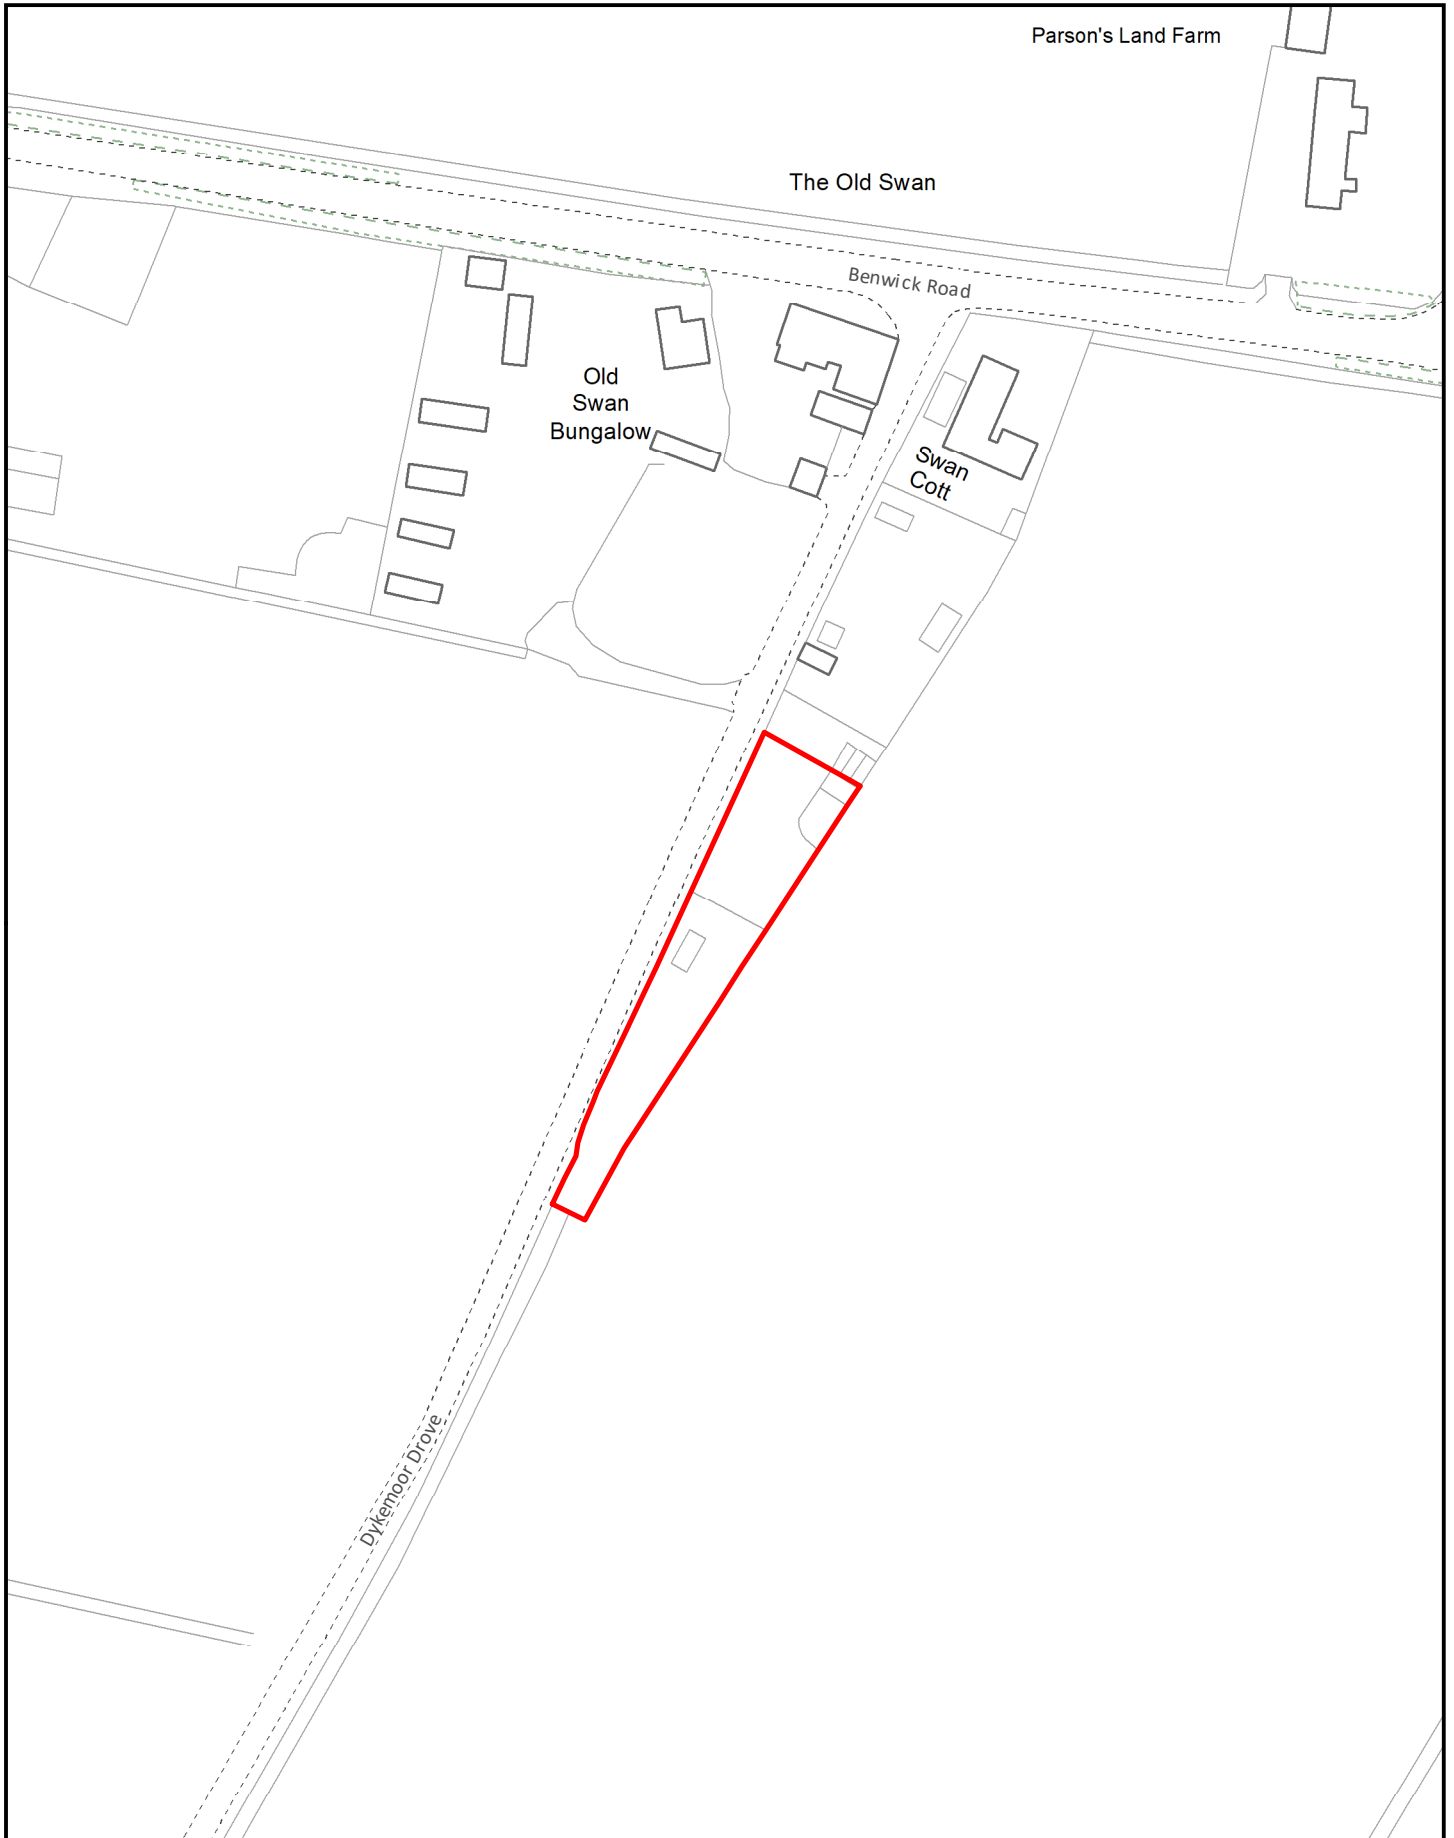 Parson's Land Farm
The Old Swan
Benwick Road
Old
Swan
Bungalow
Swan
Cott
Dykemoor Drove